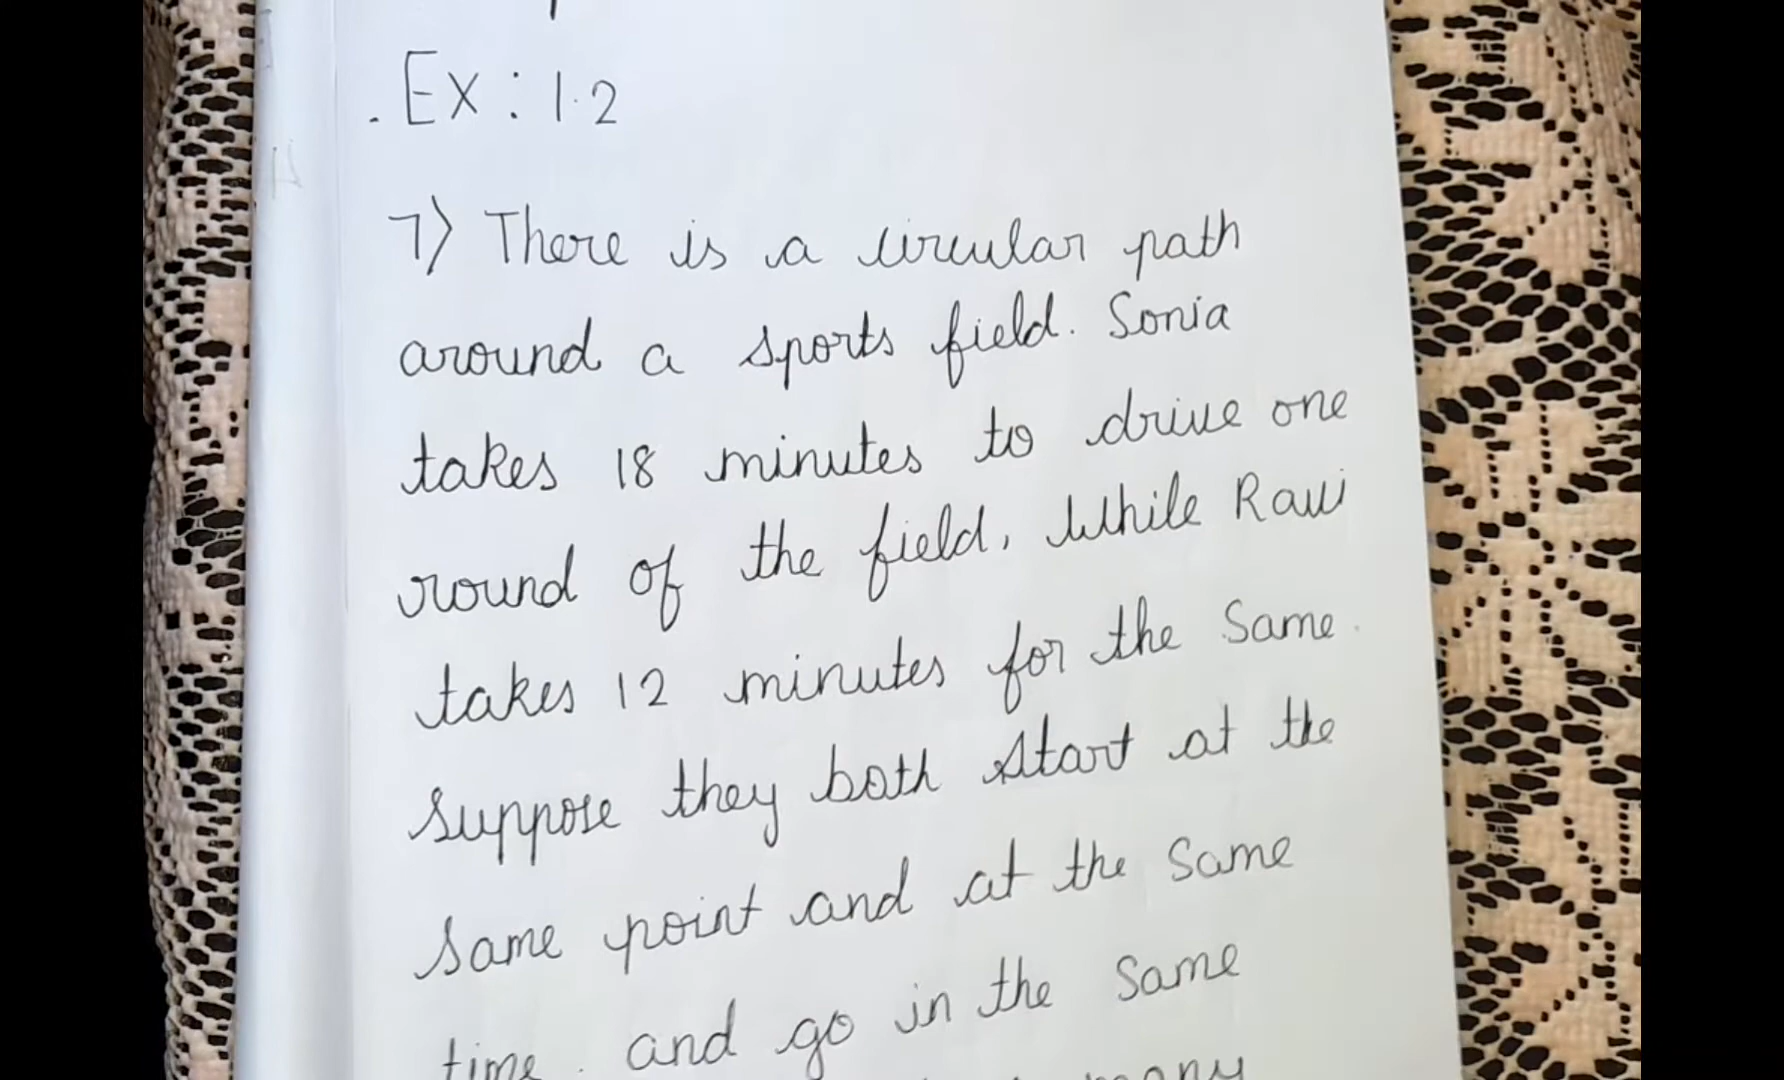 . Ex : 1.2
7) There is a circular path
around a sports field. Sonia
takes 18 minutes to drive one
round of the field, While Ravi
takes 12 minutes for the Same.
suppose they both start at the
same point and at the Same
time. and go in the Same
many